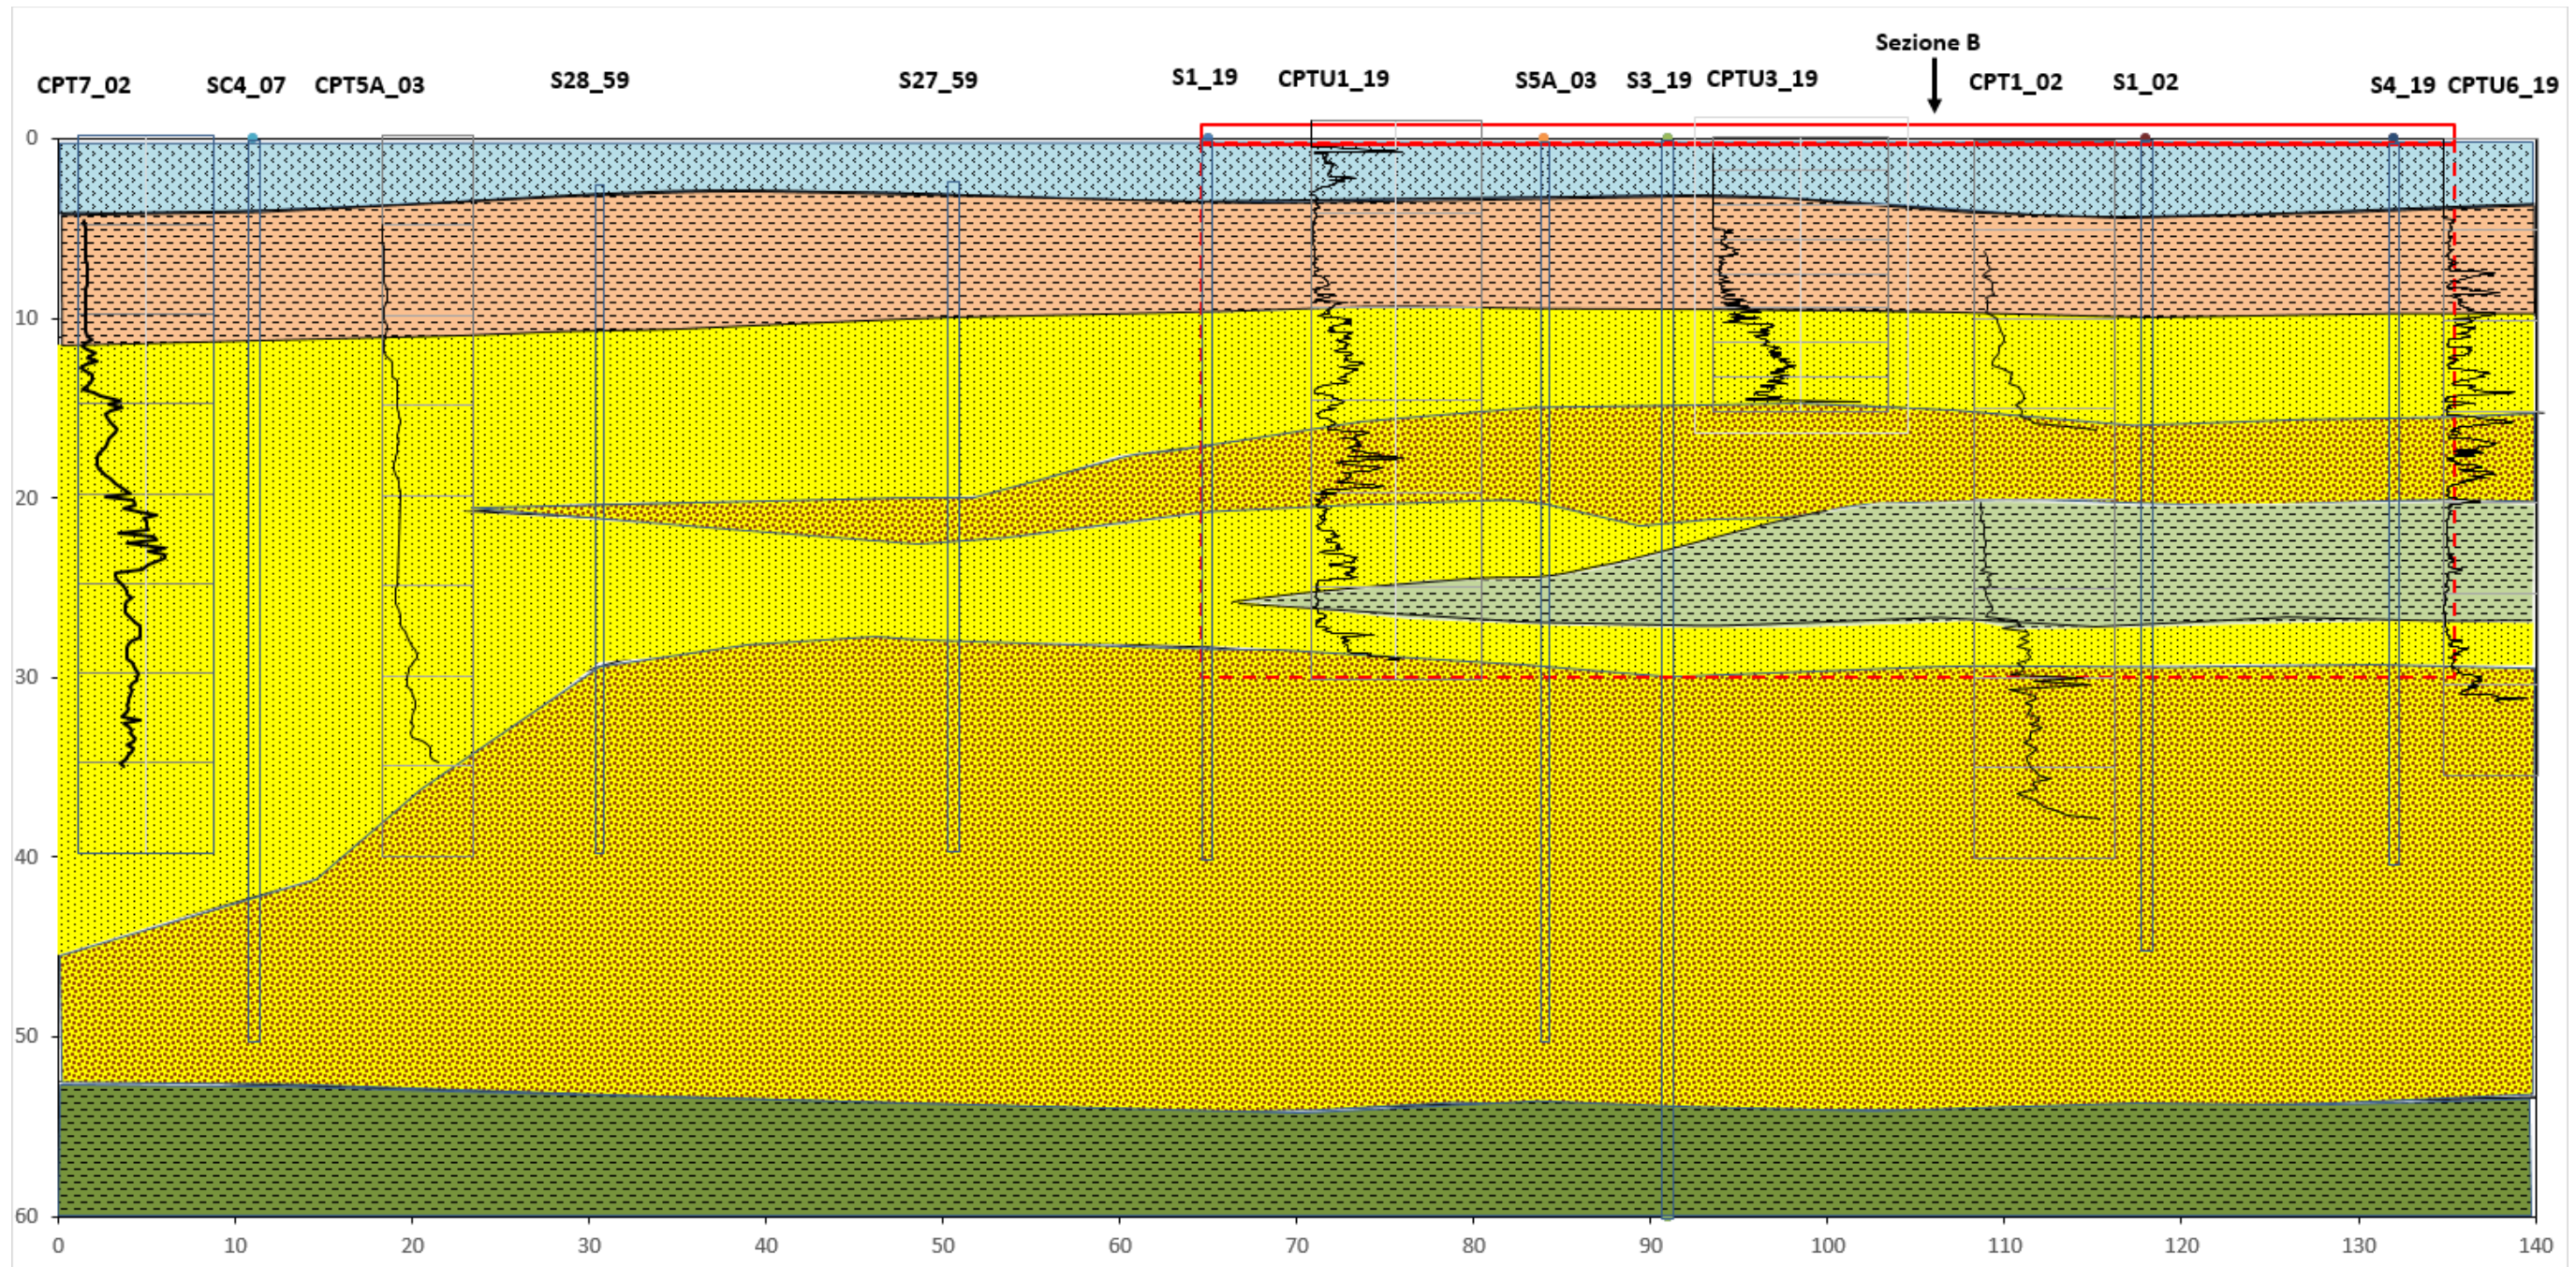 Sezione B
CPT7_02 SC4_07 CPT5A_03 S28_59 S27_59 S1_19 CPTU1_19 S5A_03 S3_19 CPTU3_19 CPT1_02 S1_02 S4_19 CPTU6_19
0
10
20
30
40
50
60
0 10 20 30 40 50 60 70 80 90 100 110 120 130 140